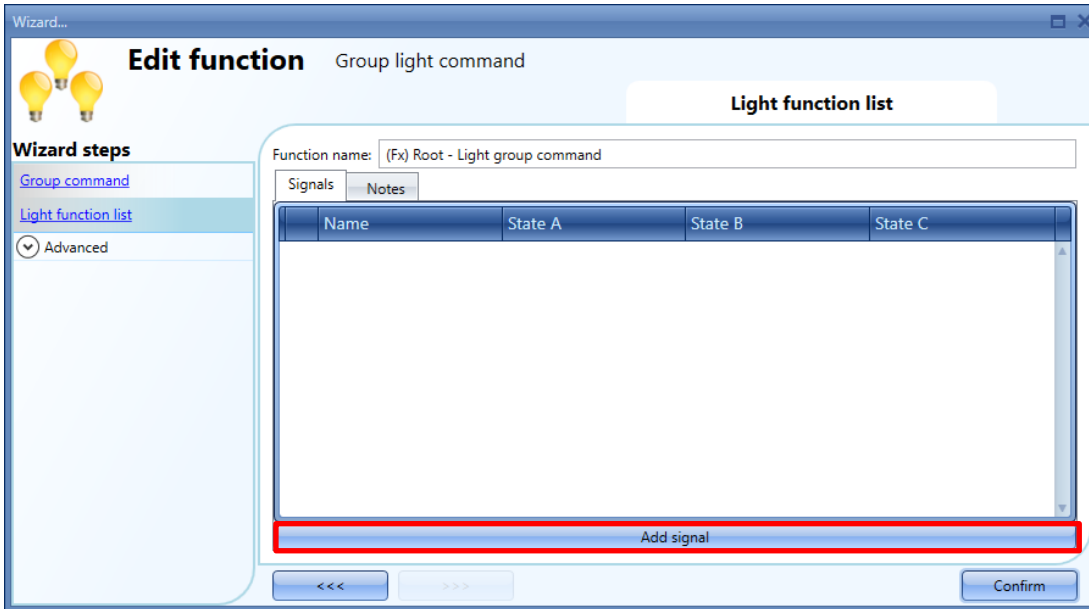 Wizard...
Edit function Group light command
Light function list
Wizard steps
Group command
Light function list
Advanced
Function name: (Fx) Root - Light group command
Signals Notes
Name State A State B State C
Add signal
<<< >>> Confirm